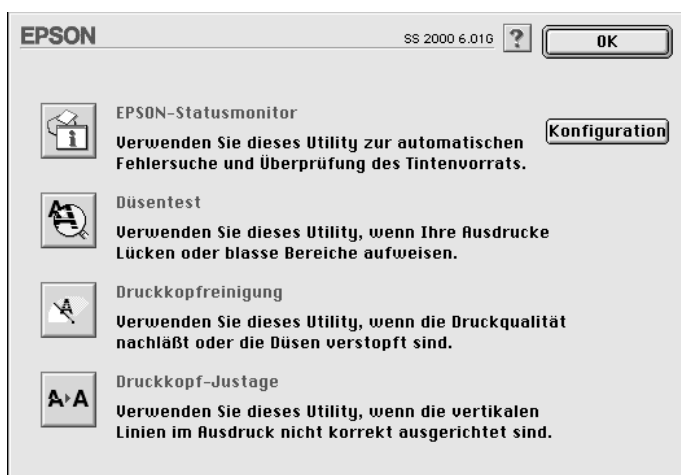 EPSON
SS 2000 6.01G
?
OK
EPSON-Statusmonitor
Verwenden Sie dieses Utility zur automatischen
Fehlersuche und Überprüfung des Tintenvorrats.
Konfiguration
Düsentest
Verwenden Sie dieses Utility, wenn Ihre Ausdrucke
Lücken oder blasse Bereiche aufweisen.
Druckkopfreinigung
Verwenden Sie dieses Utility, wenn die Druckqualität
nachläßt oder die Düsen verstopft sind.
Druckkopf-Justage
Verwenden Sie dieses Utility, wenn die vertikalen
Linien im Ausdruck nicht korrekt ausgerichtet sind.